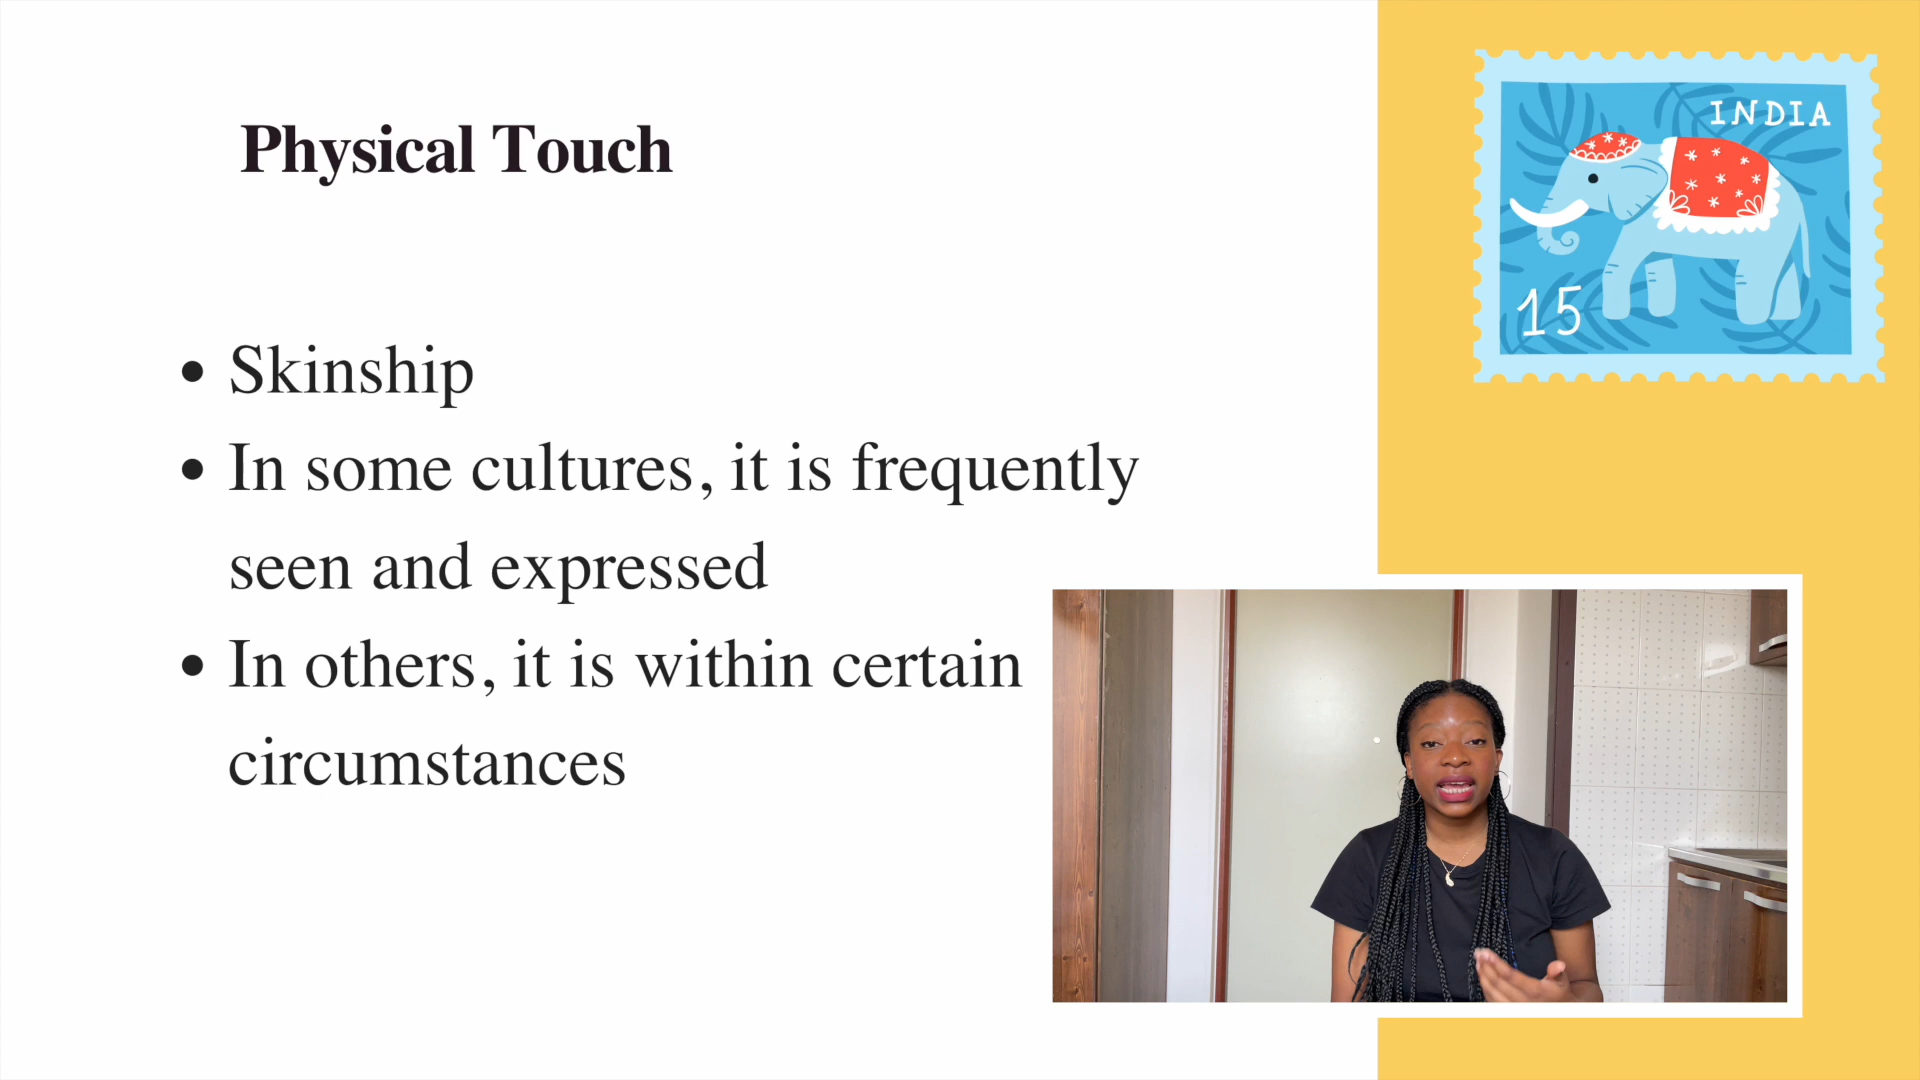 Physical Touch
INDIA
15
• Skinship
• In some cultures, it is frequently
seen and expressed
• In others, it is within certain
circumstances